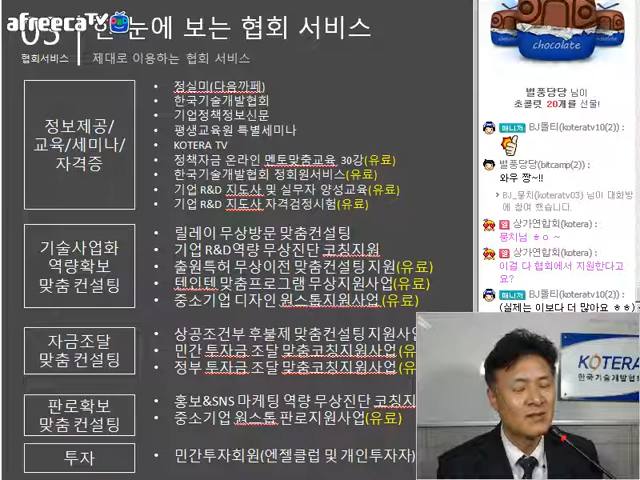 afreecaTV
03 한 눈에 보는 협회 서비스
협회서비스 제대로 이용하는 협회 서비스
정보제공/
교육/세미나/
자격증
• 정실미(다음까페)
• 한국기술개발협회
• 기업정책정보신문
• 평생교육원 특별세미나
• KOTERA TV
• 정책자금 온라인 멘토맞춤교육 30강(유료)
• 한국기술개발협회 정회원서비스(유료)
• 기업 R&D 지도사 및 실무자 양성교육(유료)
• 기업 R&D 지도사 자격검정시험(유료)
기술사업화
역량확보
맞춤 컨설팅
• 릴레이 무상방문 맞춤컨설팅
• 기업 R&D역량 무상진단 코칭지원
• 출원특허 무상이전 맞춤컨설팅 지원(유료)
• 텐인텐 맞춤프로그램 무상지원사업(유료)
• 중소기업 디자인 원스톱지원사업(유료)
자금조달
맞춤 컨설팅
• 상공조건부 후불제 맞춤컨설팅 지원사업
• 민간 투자금 조달 맞춤코칭지원사업(유
• 정부 투자금 조달 맞춤코칭지원사업(유
판로확보
맞춤 컨설팅
• 홍보&SNS 마케팅 역량 무상진단 코칭지
• 중소기업 원스톱 판로지원사업(유료)
투자
• 민간투자회원(엔젤클럽 및 개인투자자)
chocolate
별풍당당 님이
초콜렛 20개를 선물!
매니저 BJ돌티(koteratv10(2)) :
별풍당당(bitcamp(2)) :
와우 짱~!!
> BJ_뭉치(koteratv03) 님이 대화방
에 참여 했습니다.
열 상가연합회(kotera) :
뭉치님 ㅎㅇ ~
열 상가연합회(kotera) :
이걸 다 협회에서 지원한다고
요?
매니저 BJ돌티(koteratv10(2)) :
(실제는 이보다 더 많아요 ㅎㅎ)
KOTERA
한국기술개발협